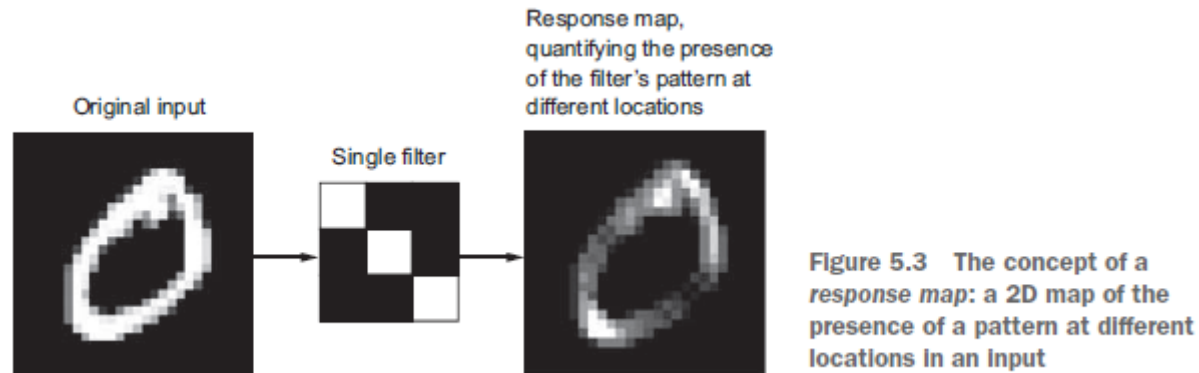 Response map,
quantifying the presence
of the filter's pattern at
different locations
Original input
Single filter
Figure 5.3 The concept of a
response map: a 2D map of the
presence of a pattern at different
locations in an input